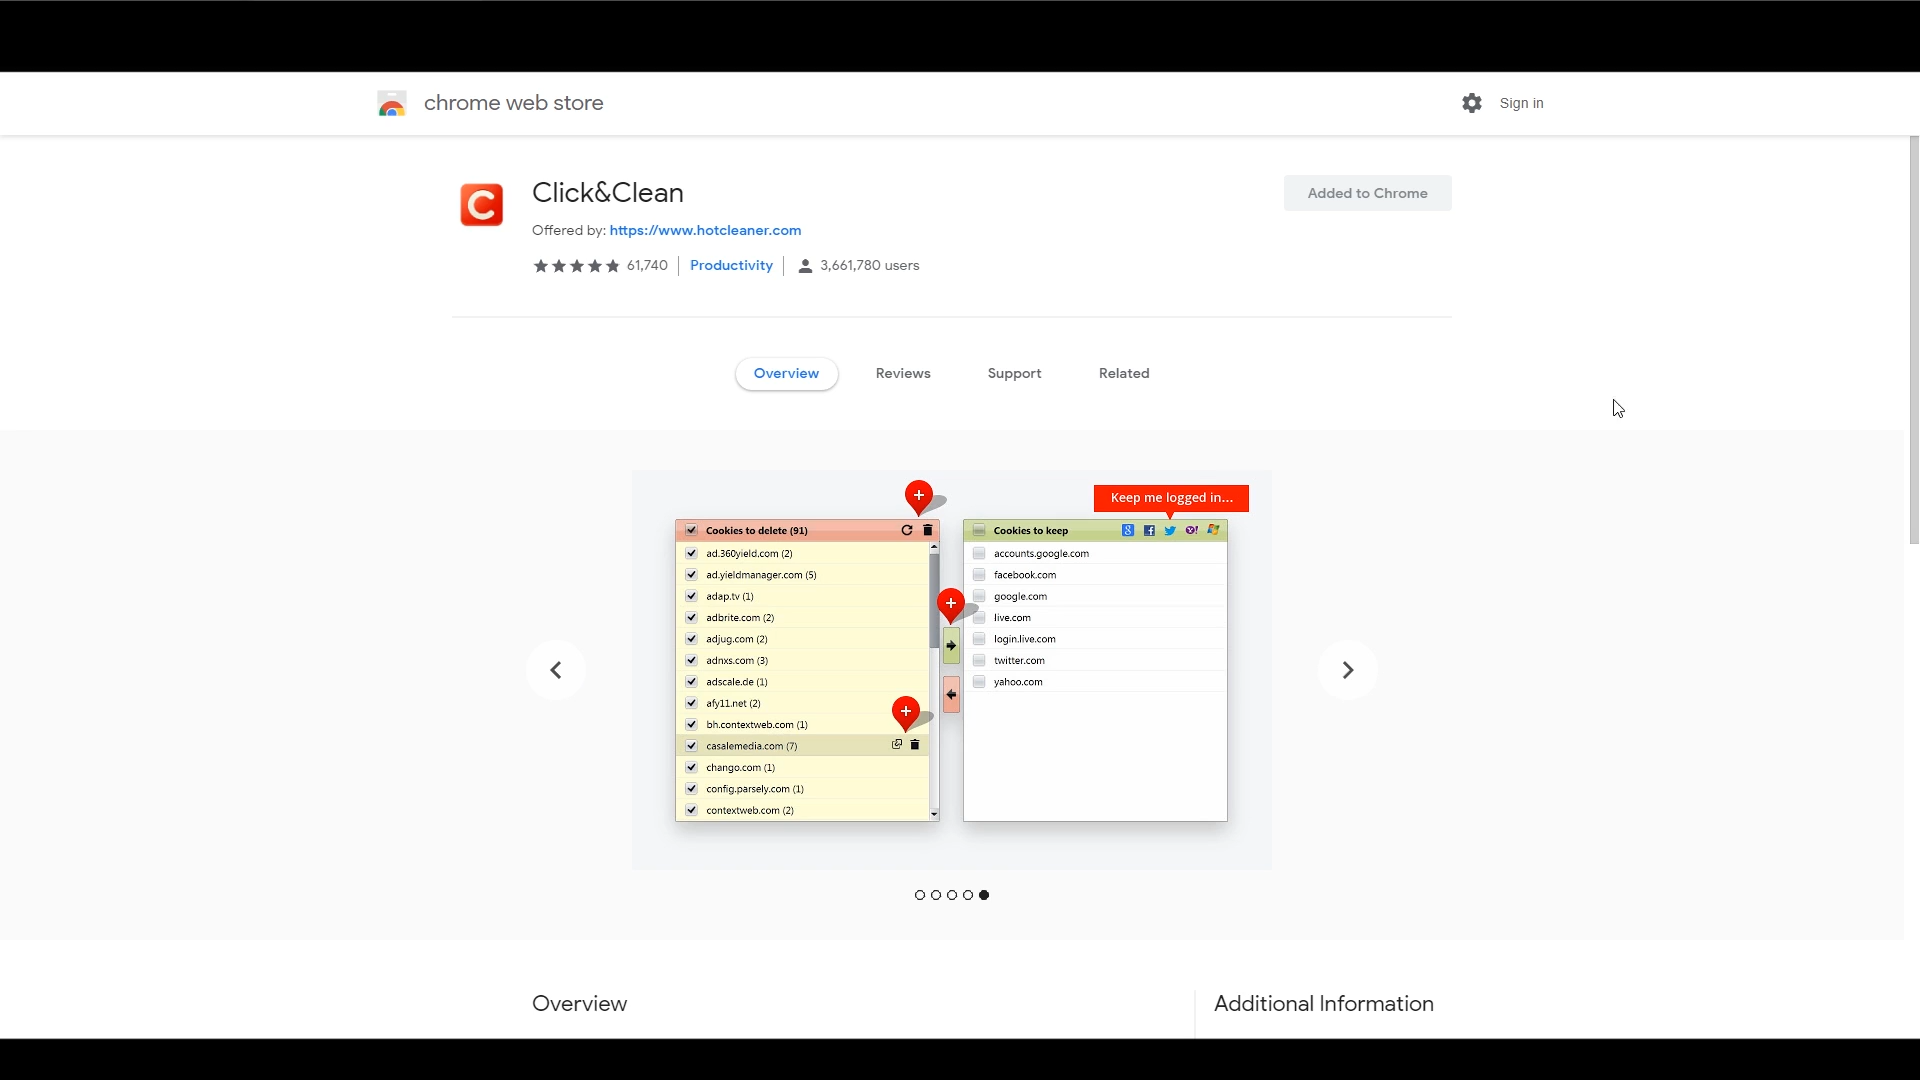 chrome web store
Sign in
Click&Clean
Added to Chrome
Offered by: https://www.hotcleaner.com
61,740
Productivity
3,661,780 users
Overview
Reviews
Support
Related
Keep me logged in...
Cookies to delete (91)
ad.360yield.com (2)
ad.yieldmanager.com (5)
adap.tv (1)
adbrite.com (2)
adjug.com (2)
adnxs.com (3)
adscale.de (1)
afy11.net (2)
bh.contextweb.com (1)
casalemedia.com (7)
chango.com (1)
config.parsely.com (1)
contextweb.com (2)
Cookies to keep
accounts.google.com
facebook.com
google.com
live.com
login.live.com
twitter.com
yahoo.com
Overview
Additional Information